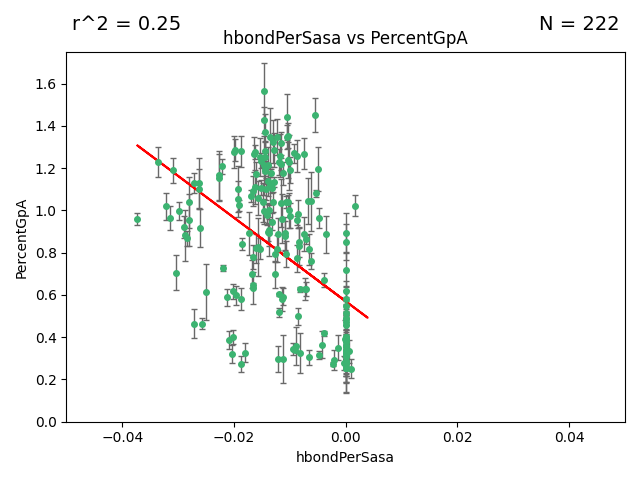 r^2 = 0.25
N = 222
hbondPerSasa vs PercentGpA
1.6
1.4
1.2
1.0
0.8
0.6
0.4
0.2
0.0
PercentGpA
−0.04 −0.02 0.00 0.02 0.04
hbondPerSasa